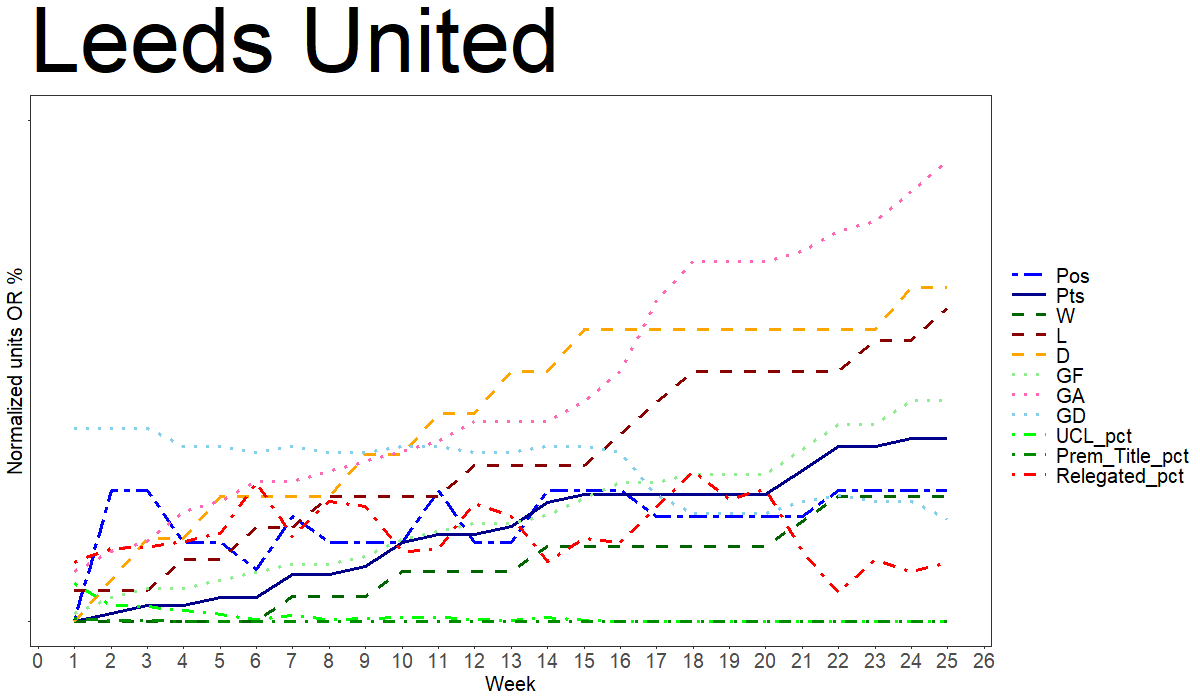 Leeds United
Normalized units OR %
Pos
Pts
W
L
D
GF
GA
GD
UCL_pct
Prem_Title_pct
Relegated_pct
0 1 2 3 4 5 6 7 8 9 10 11 12 13 14 15 16 17 18 19 20 21 22 23 24 25 26
Week